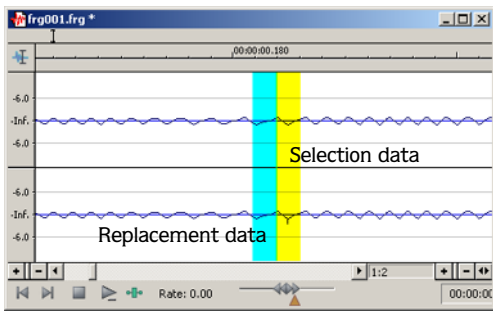 frg001.frg *
,00:00:00.180
-6.0
-Inf.
-6.0
Selection data
-6.0
-Inf.
-6.0
Replacement data
1:2
Rate: 0.00
00:00:00